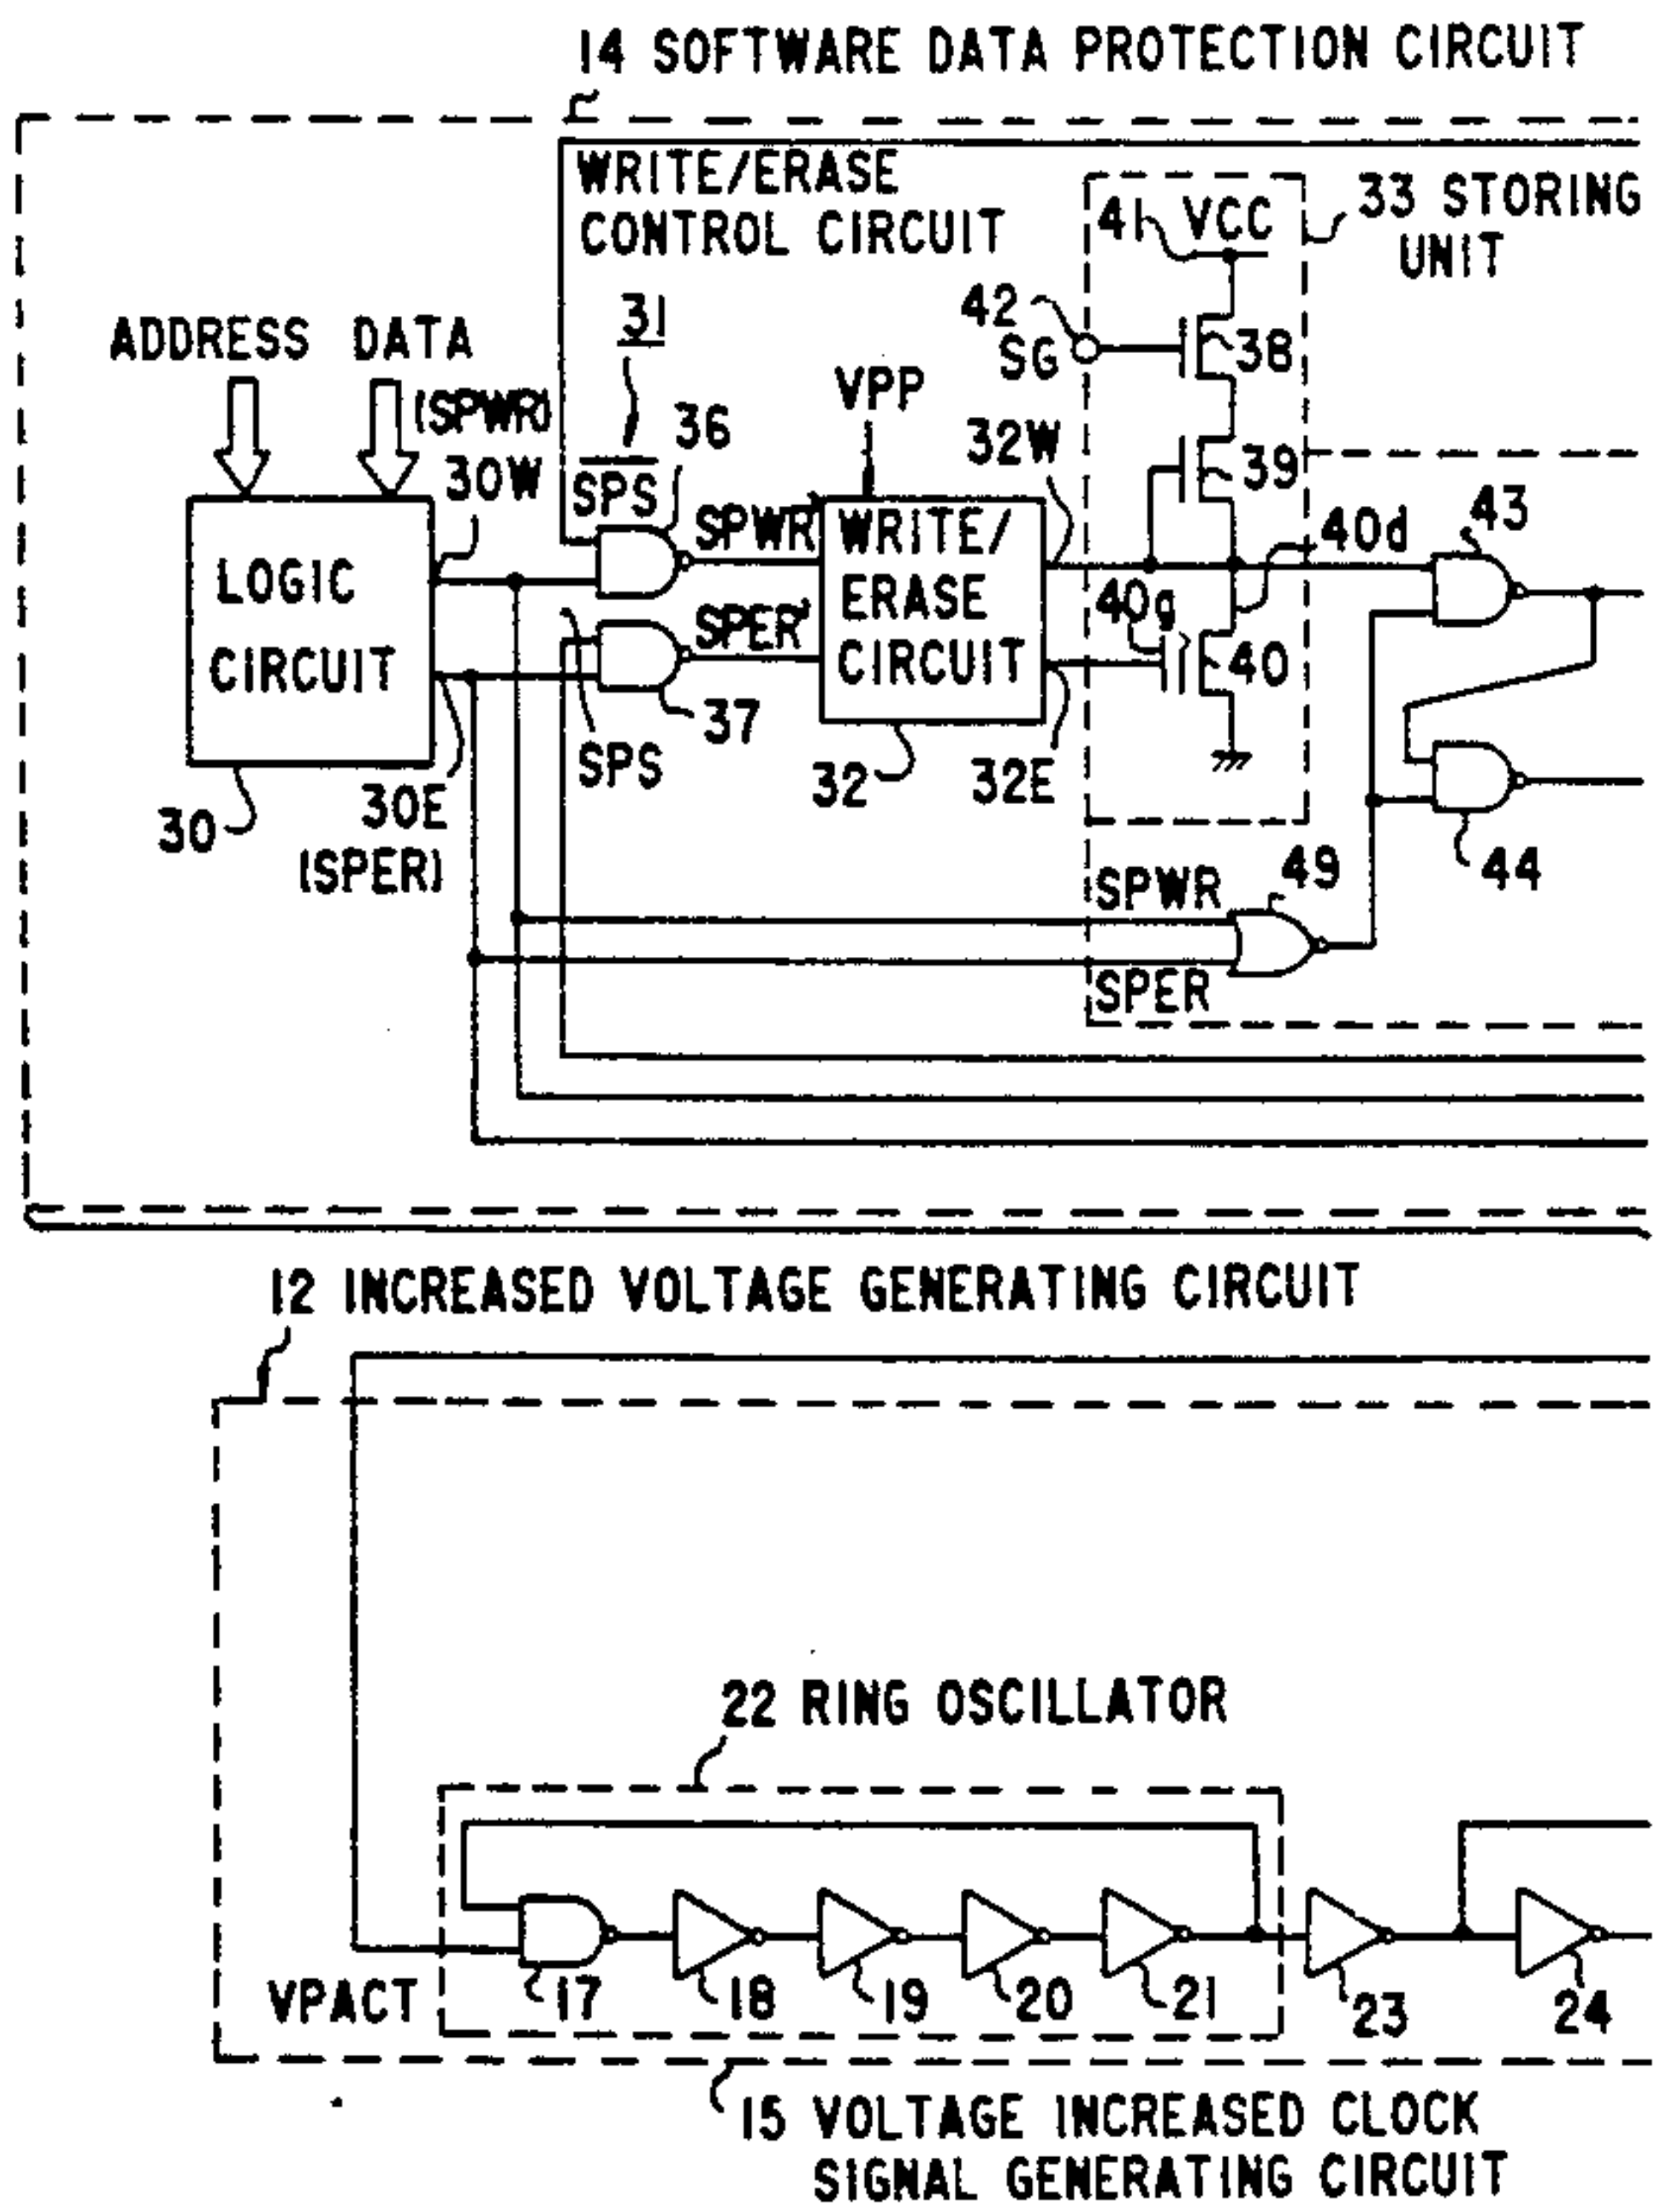 14 SOFTWARE DATA PROTECTION CIRCUIT
WRITE/ERASE
CONTROL CIRCUIT
31
41 VCC
33 STORING
UNIT
42
SG
38
ADDRESS DATA
(SPWR)
30W
SPS
36
SPWR'
VPP
32W
39
40d
43
LOGIC
CIRCUIT
WRITE/
ERASE
CIRCUIT
SPER'
40g
40
37
SPS
30
30E
(SPER)
32
32E
44
SPWR
49
SPER
12 INCREASED VOLTAGE GENERATING CIRCUIT
22 RING OSCILLATOR
VPACT
17
18
19
20
21
23
24
15 VOLTAGE INCREASED CLOCK
SIGNAL GENERATING CIRCUIT